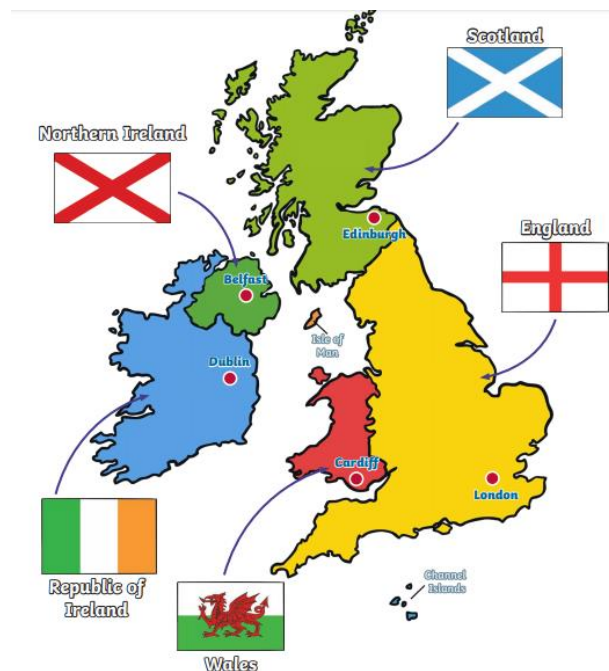 Scotland
Northern Ireland
England
Edinburgh
Belfast
Isle of
Man
Dublin
Cardiff
London
Republic of
Ireland
Channel
Islands
Wales